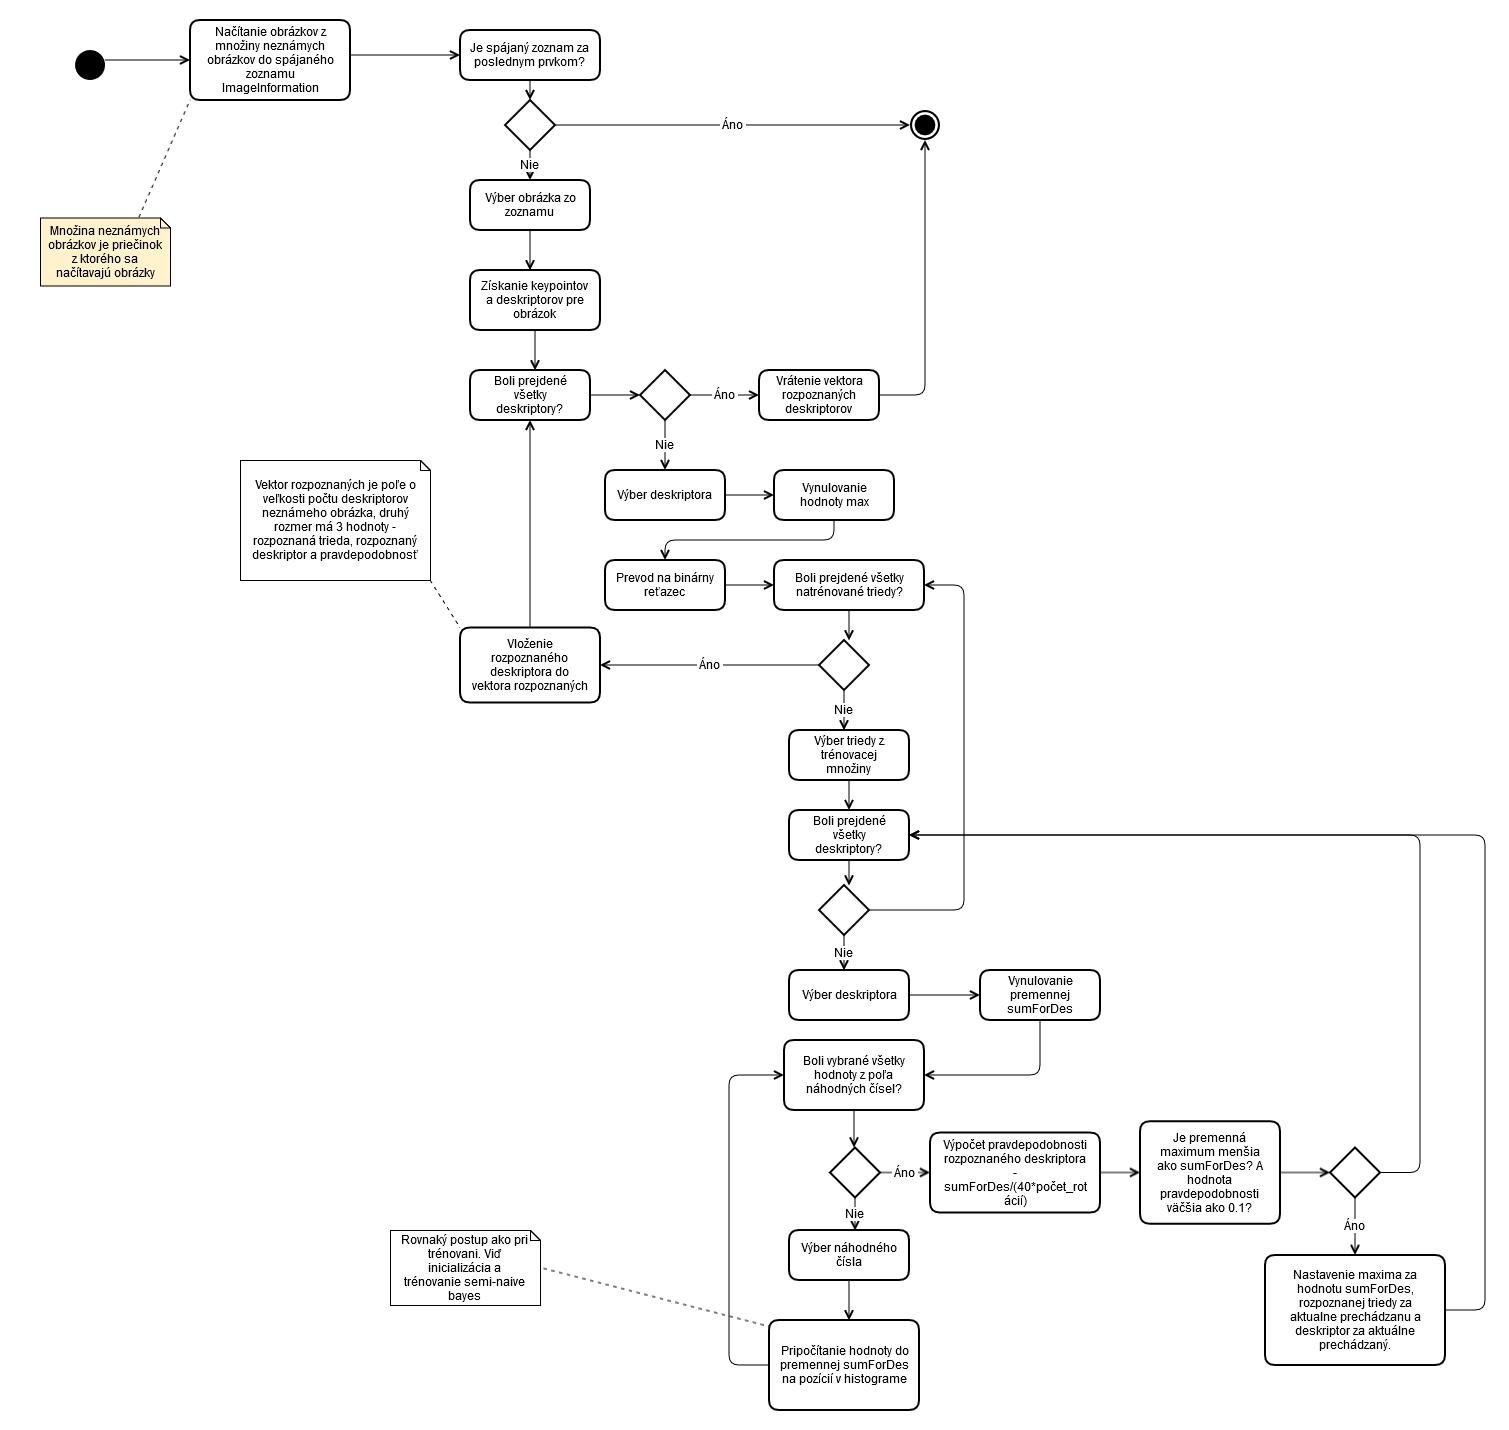 Načítanie obrázkov z
množiny neznámych
obrázkov do spájaného
zoznamu
ImageInformation
Je spájaný zoznam za
poslednym prvkom?
Áno
Nie
Výber obrázka zo
zoznamu
Množina neznámych
obrázkov je priečinok
z ktorého sa
načítavajú obrázky
Získanie keypointov
a deskriptorov pre
obrázok
Boli prejdené
všetky
deskriptory?
Áno
Vrátenie vektora
rozpoznaných
deskriptorov
Nie
Výber deskriptora
Vynulovanie
hodnoty max
Vektor rozpoznaných je poľe o
veľkosti počtu deskriptorov
neznámeho obrázka, druhý
rozmer má 3 hodnoty -
rozpoznaná trieda, rozpoznaný
deskriptor a pravdepodobnosť
Prevod na binárny
reťazec
Boli prejdené všetky
natrénované triedy?
Vloženie
rozpoznaného
deskriptora do
vektora rozpoznaných
Áno
Nie
Výber triedy z
trénovacej
množiny
Boli prejdené
všetky
deskriptory?
Nie
Výber deskriptora
Vynulovanie
premennej
sumForDes
Boli vybrané všetky
hodnoty z poľa
náhodných čísel?
Áno
Výpočet pravdepodobnosti
rozpoznaného deskriptora
-
sumForDes/(40*počet_rot
ácií)
Je premenná
maximum menšia
ako sumForDes? A
hodnota
pravdepodobnosti
väčšia ako 0.1?
Nie
Áno
Výber náhodného
čísla
Rovnaký postup ako pri
trénovani. Viď
inicializácia a
trénovanie semi-naive
bayes
Nastavenie maxima za
hodnotu sumForDes,
rozpoznanej triedy za
aktualne prechádzanu a
deskriptor za aktuálne
prechádzaný.
Pripočítanie hodnoty do
premennej sumForDes
na pozícií v histograme